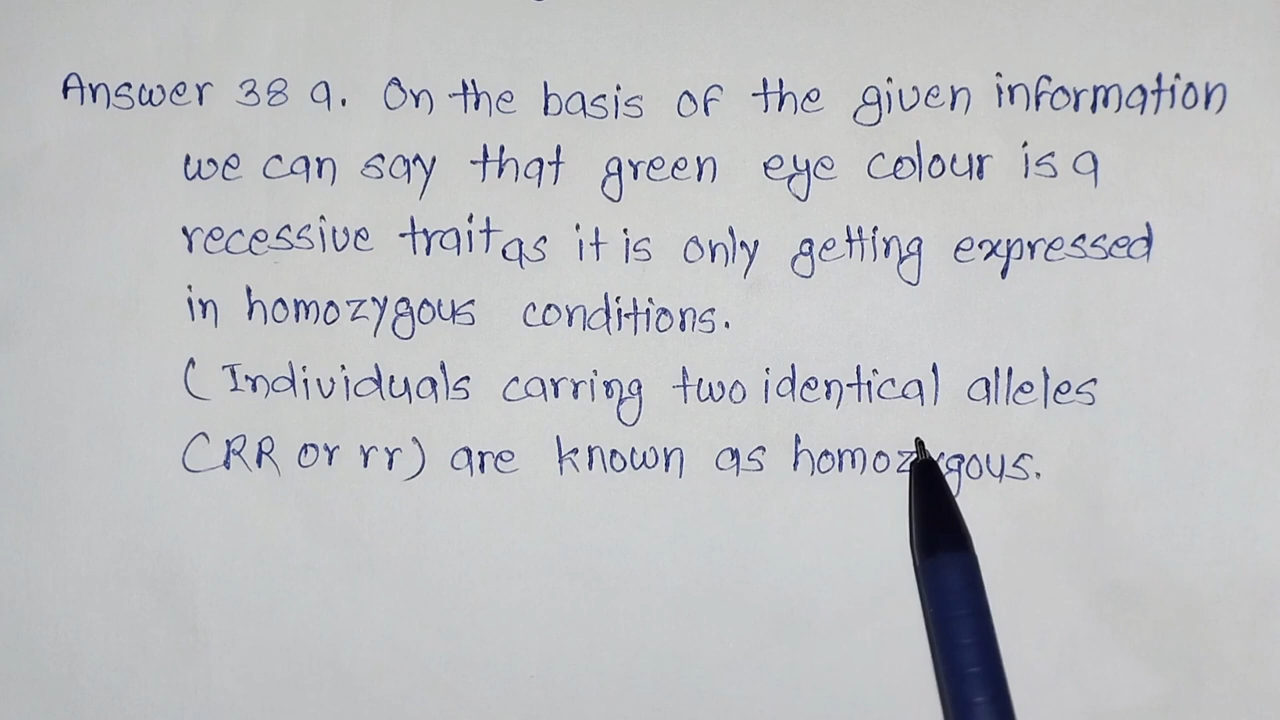 Answer 38 a. On the basis of the given information
we can say that green eye colour is a
recessive trait as it is only getting expressed
in homozygous conditions.
( Individuals carring two identical alleles
(RR or rr) are known as homozygous.